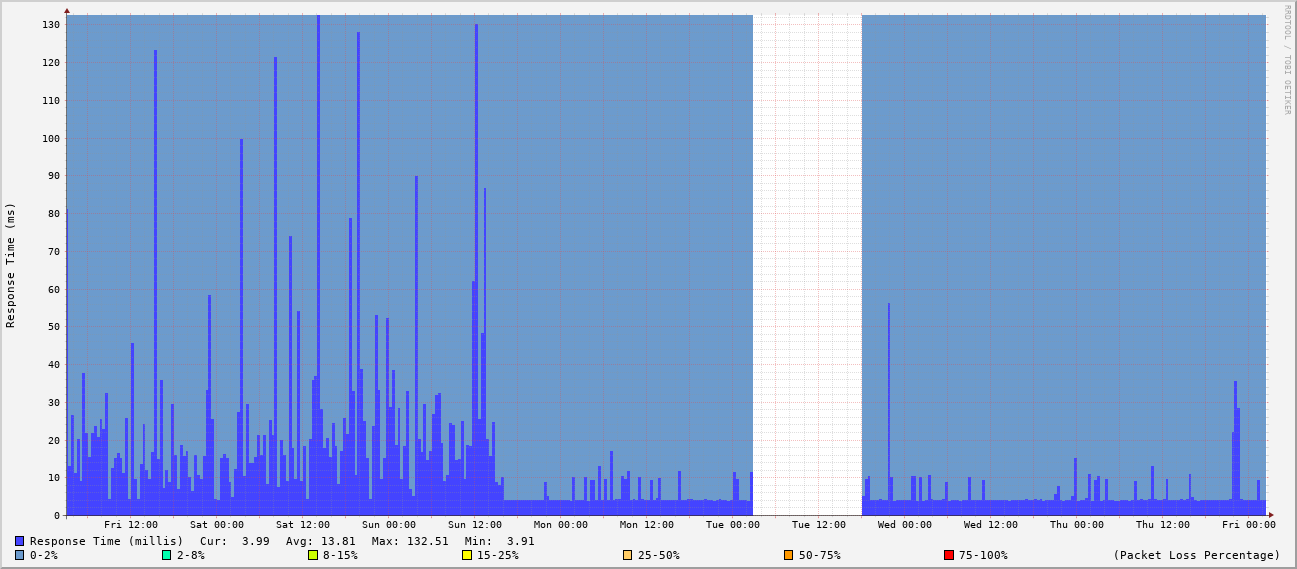 RRDTOOL / TOBI OETIKER
Response Time (ms)
130
120
110
100
90
80
70
60
50
40
30
20
10
0
Fri 12:00 Sat 00:00 Sat 12:00 Sun 00:00 Sun 12:00 Mon 00:00 Mon 12:00 Tue 00:00 Tue 12:00 Wed 00:00 Wed 12:00 Thu 00:00 Thu 12:00 Fri 00:00
Response Time (millis) Cur: 3.99 Avg: 13.81 Max: 132.51 Min: 3.91
0-2% 2-8% 8-15% 15-25% 25-50% 50-75% 75-100% (Packet Loss Percentage)